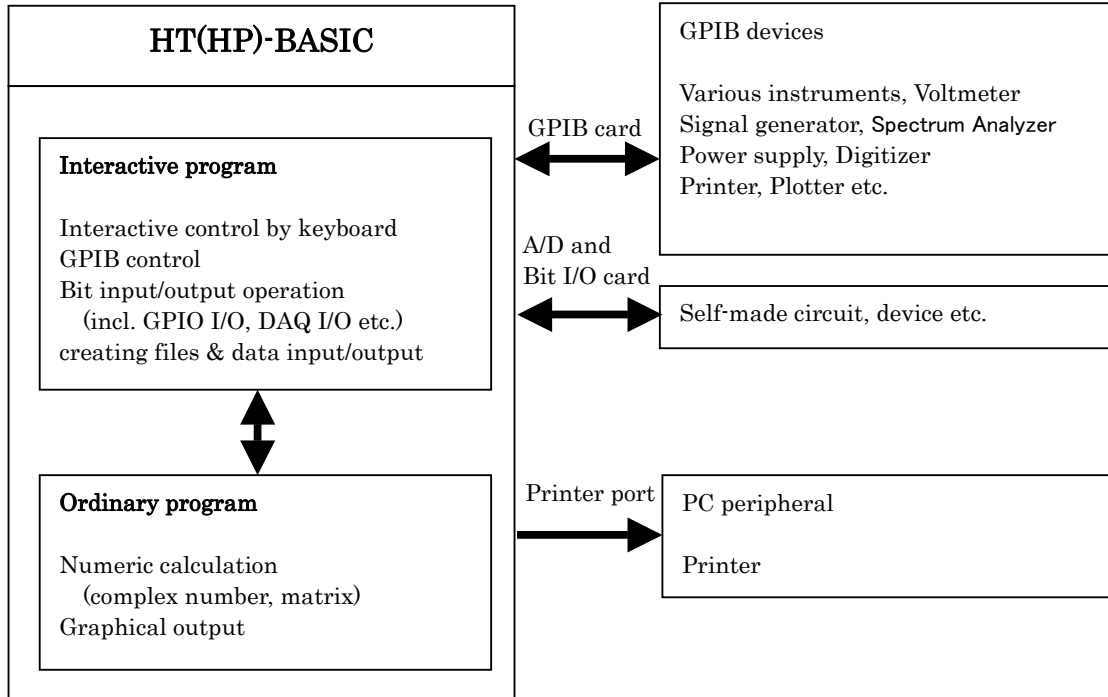 HT(HP)-BASIC
Interactive program
Interactive control by keyboard
GPIB control
Bit input/output operation
(incl. GPIO I/O, DAQ I/O etc.)
creating files & data input/output
Ordinary program
Numeric calculation
(complex number, matrix)
Graphical output
GPIB card
A/D and
Bit I/O card
Printer port
GPIB devices
Various instruments, Voltmeter
Signal generator, Spectrum Analyzer
Power supply, Digitizer
Printer, Plotter etc.
Self-made circuit, device etc.
PC peripheral
Printer